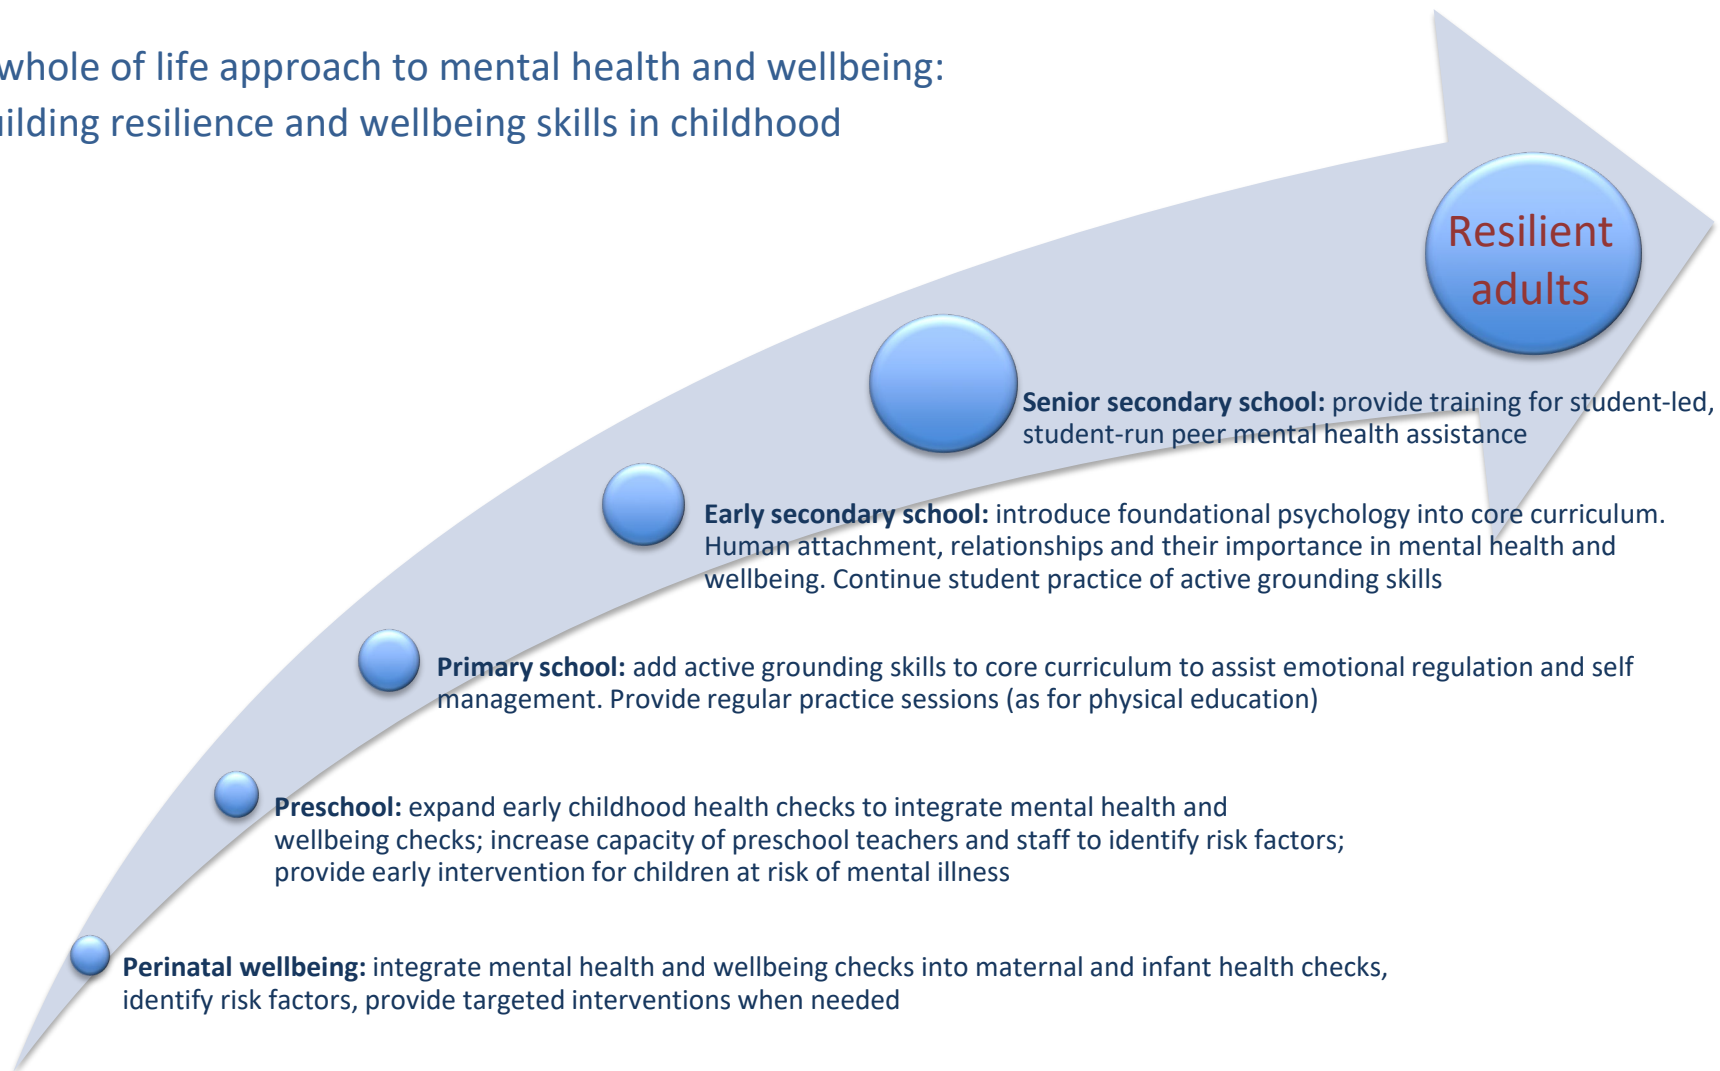 whole of life approach to mental health and wellbeing:
uilding resilience and wellbeing skills in childhood
Resilient
adults
Senior secondary school: provide training for student-led,
student-run peer mental health assistance
Early secondary school: introduce foundational psychology into core curriculum.
Human attachment, relationships and their importance in mental health and
wellbeing. Continue student practice of active grounding skills
Primary school: add active grounding skills to core curriculum to assist emotional regulation and self
management. Provide regular practice sessions (as for physical education)
Preschool: expand early childhood health checks to integrate mental health and
wellbeing checks; increase capacity of preschool teachers and staff to identify risk factors;
provide early intervention for children at risk of mental illness
Perinatal wellbeing: integrate mental health and wellbeing checks into maternal and infant health checks,
identify risk factors, provide targeted interventions when needed